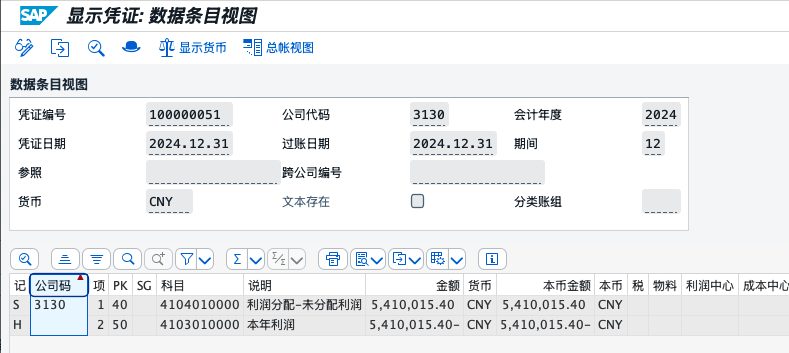 SAP 显示凭证: 数据条目视图
显示货币 总帐视图
数据条目视图
凭证编号 100000051 公司代码 3130 会计年度 2024
凭证日期 2024.12.31 过账日期 2024.12.31 期间 12
参照 跨公司编号
货币 CNY 文本存在 分类账组
记 公司码 项 PK SG 科目 说明 金额 货币 本币金额 本币 税 物料 利润中心 成本中心
S 3130 1 40 4104010000 利润分配-未分配利润 5,410,015.40 CNY 5,410,015.40 CNY
H 2 50 4103010000 本年利润 5,410,015.40- CNY 5,410,015.40- CNY